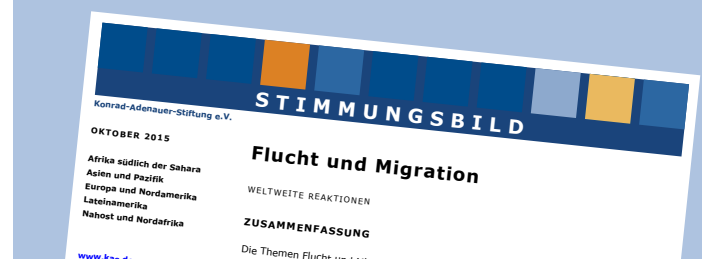 STIMMUNGSBILD
Konrad-Adenauer-Stiftung e.V.
OKTOBER 2015
Afrika südlich der Sahara
Asien und Pazifik
Europa und Nordamerika
Lateinamerika
Nahost und Nordafrika
Flucht und Migration
WELTWEITE REAKTIONEN
ZUSAMMENFASSUNG
Die Themen Flucht